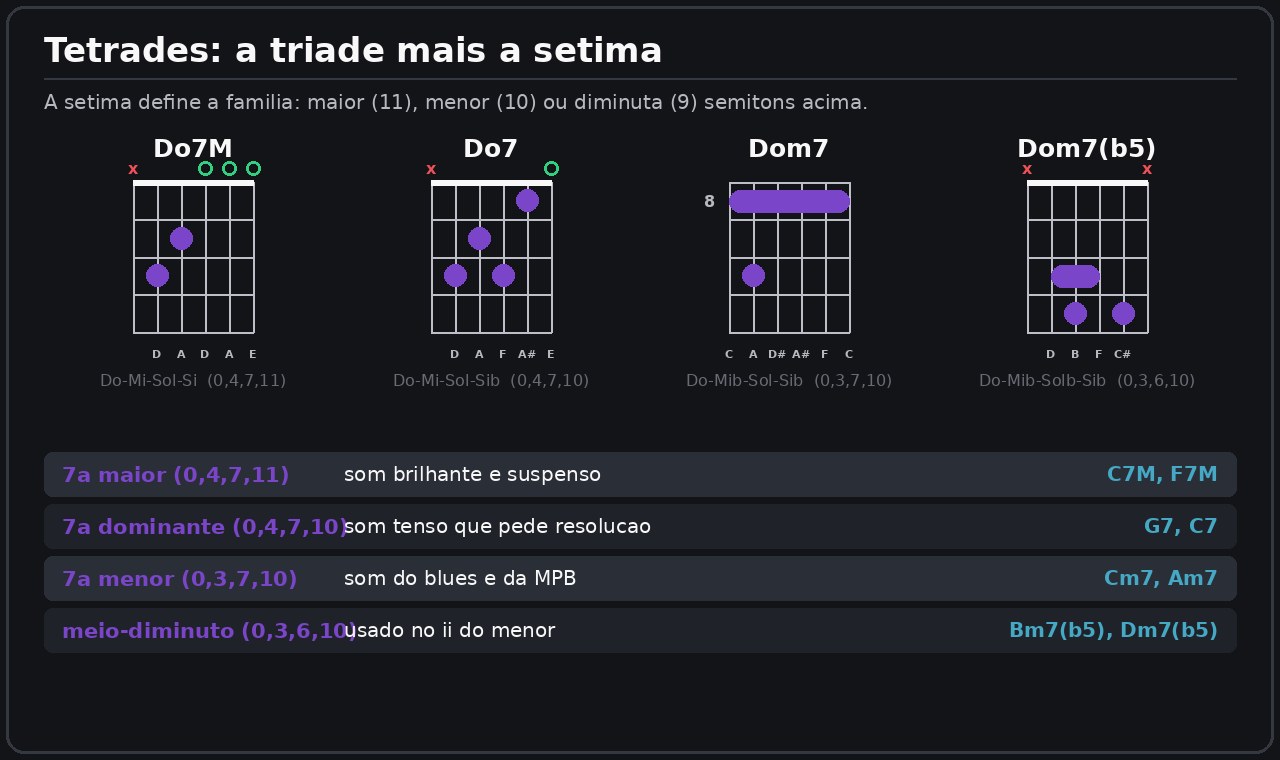 Tetrades: a triade mais a setima
A setima define a familia: maior (11), menor (10) ou diminuta (9) semitons acima.
Do7M
x
D A D A E
Do-Mi-Sol-Si (0,4,7,11)
Do7
x
D A F A# E
Do-Mi-Sol-Sib (0,4,7,10)
Dom7
8
C A D# A# F C
Do-Mib-Sol-Sib (0,3,7,10)
Dom7(b5)
x x
D B F C#
Do-Mib-Solb-Sib (0,3,6,10)
7a maior (0,4,7,11) som brilhante e suspenso C7M, F7M
7a dominante (0,4,7,10) som tenso que pede resolucao G7, C7
7a menor (0,3,7,10) som do blues e da MPB Cm7, Am7
meio-diminuto (0,3,6,10) usado no ii do menor Bm7(b5), Dm7(b5)